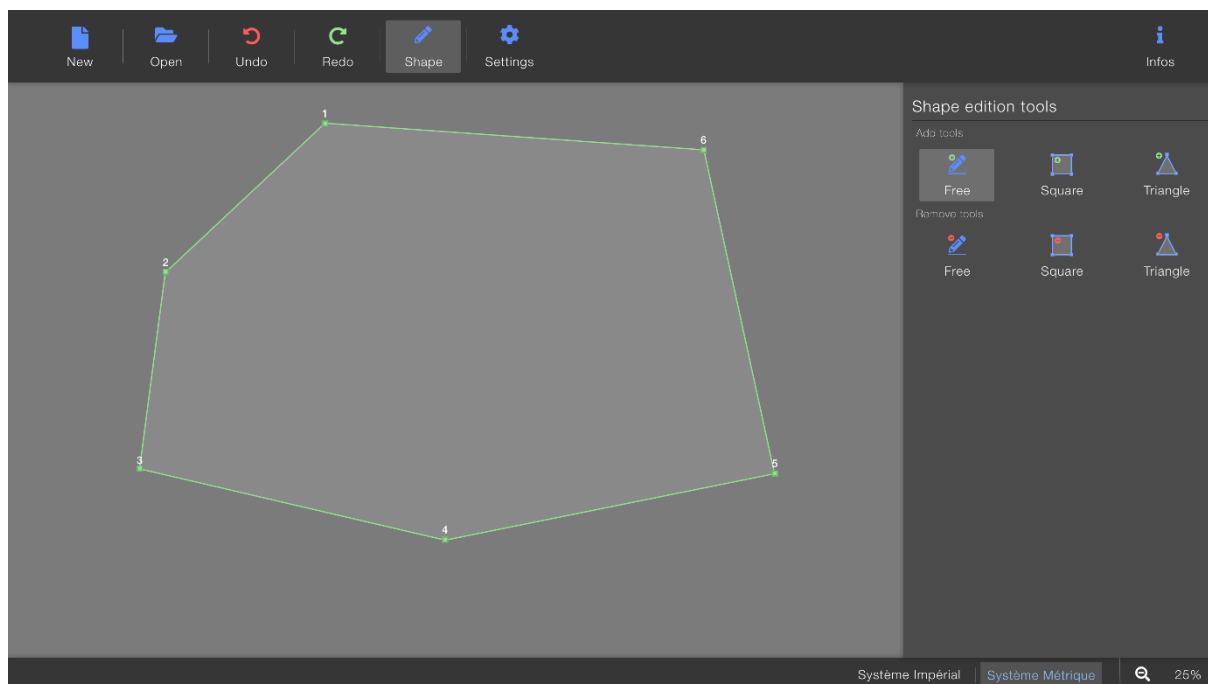 New Open Undo Redo Shape Settings Infos
Shape edition tools
Add tools
Free Square Triangle
Remove tools
Free Square Triangle
1
6
2
3
5
4
Système Impérial Système Métrique 25%